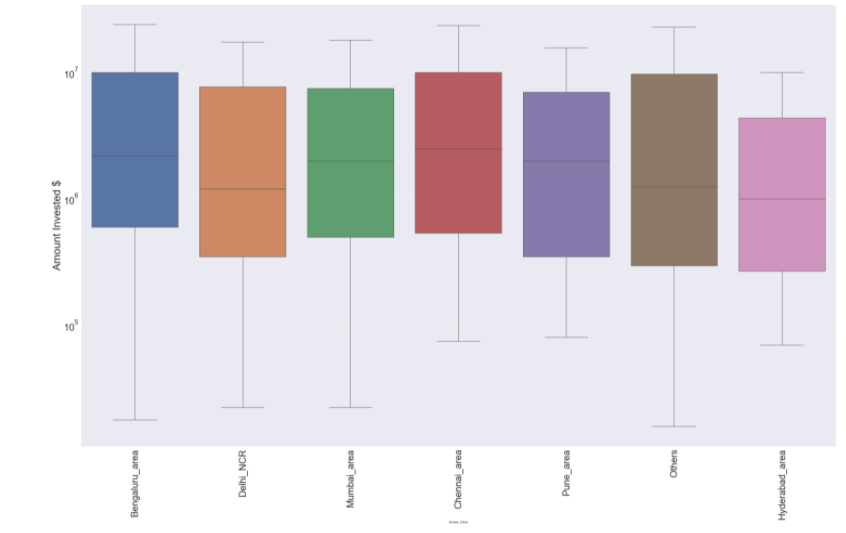 10^7
10^6
10^5
Amount Invested $
Bengaluru_area
Delhi_NCR
Mumbai_area
Chennai_area
Pune_area
Others
Hyderabad_area